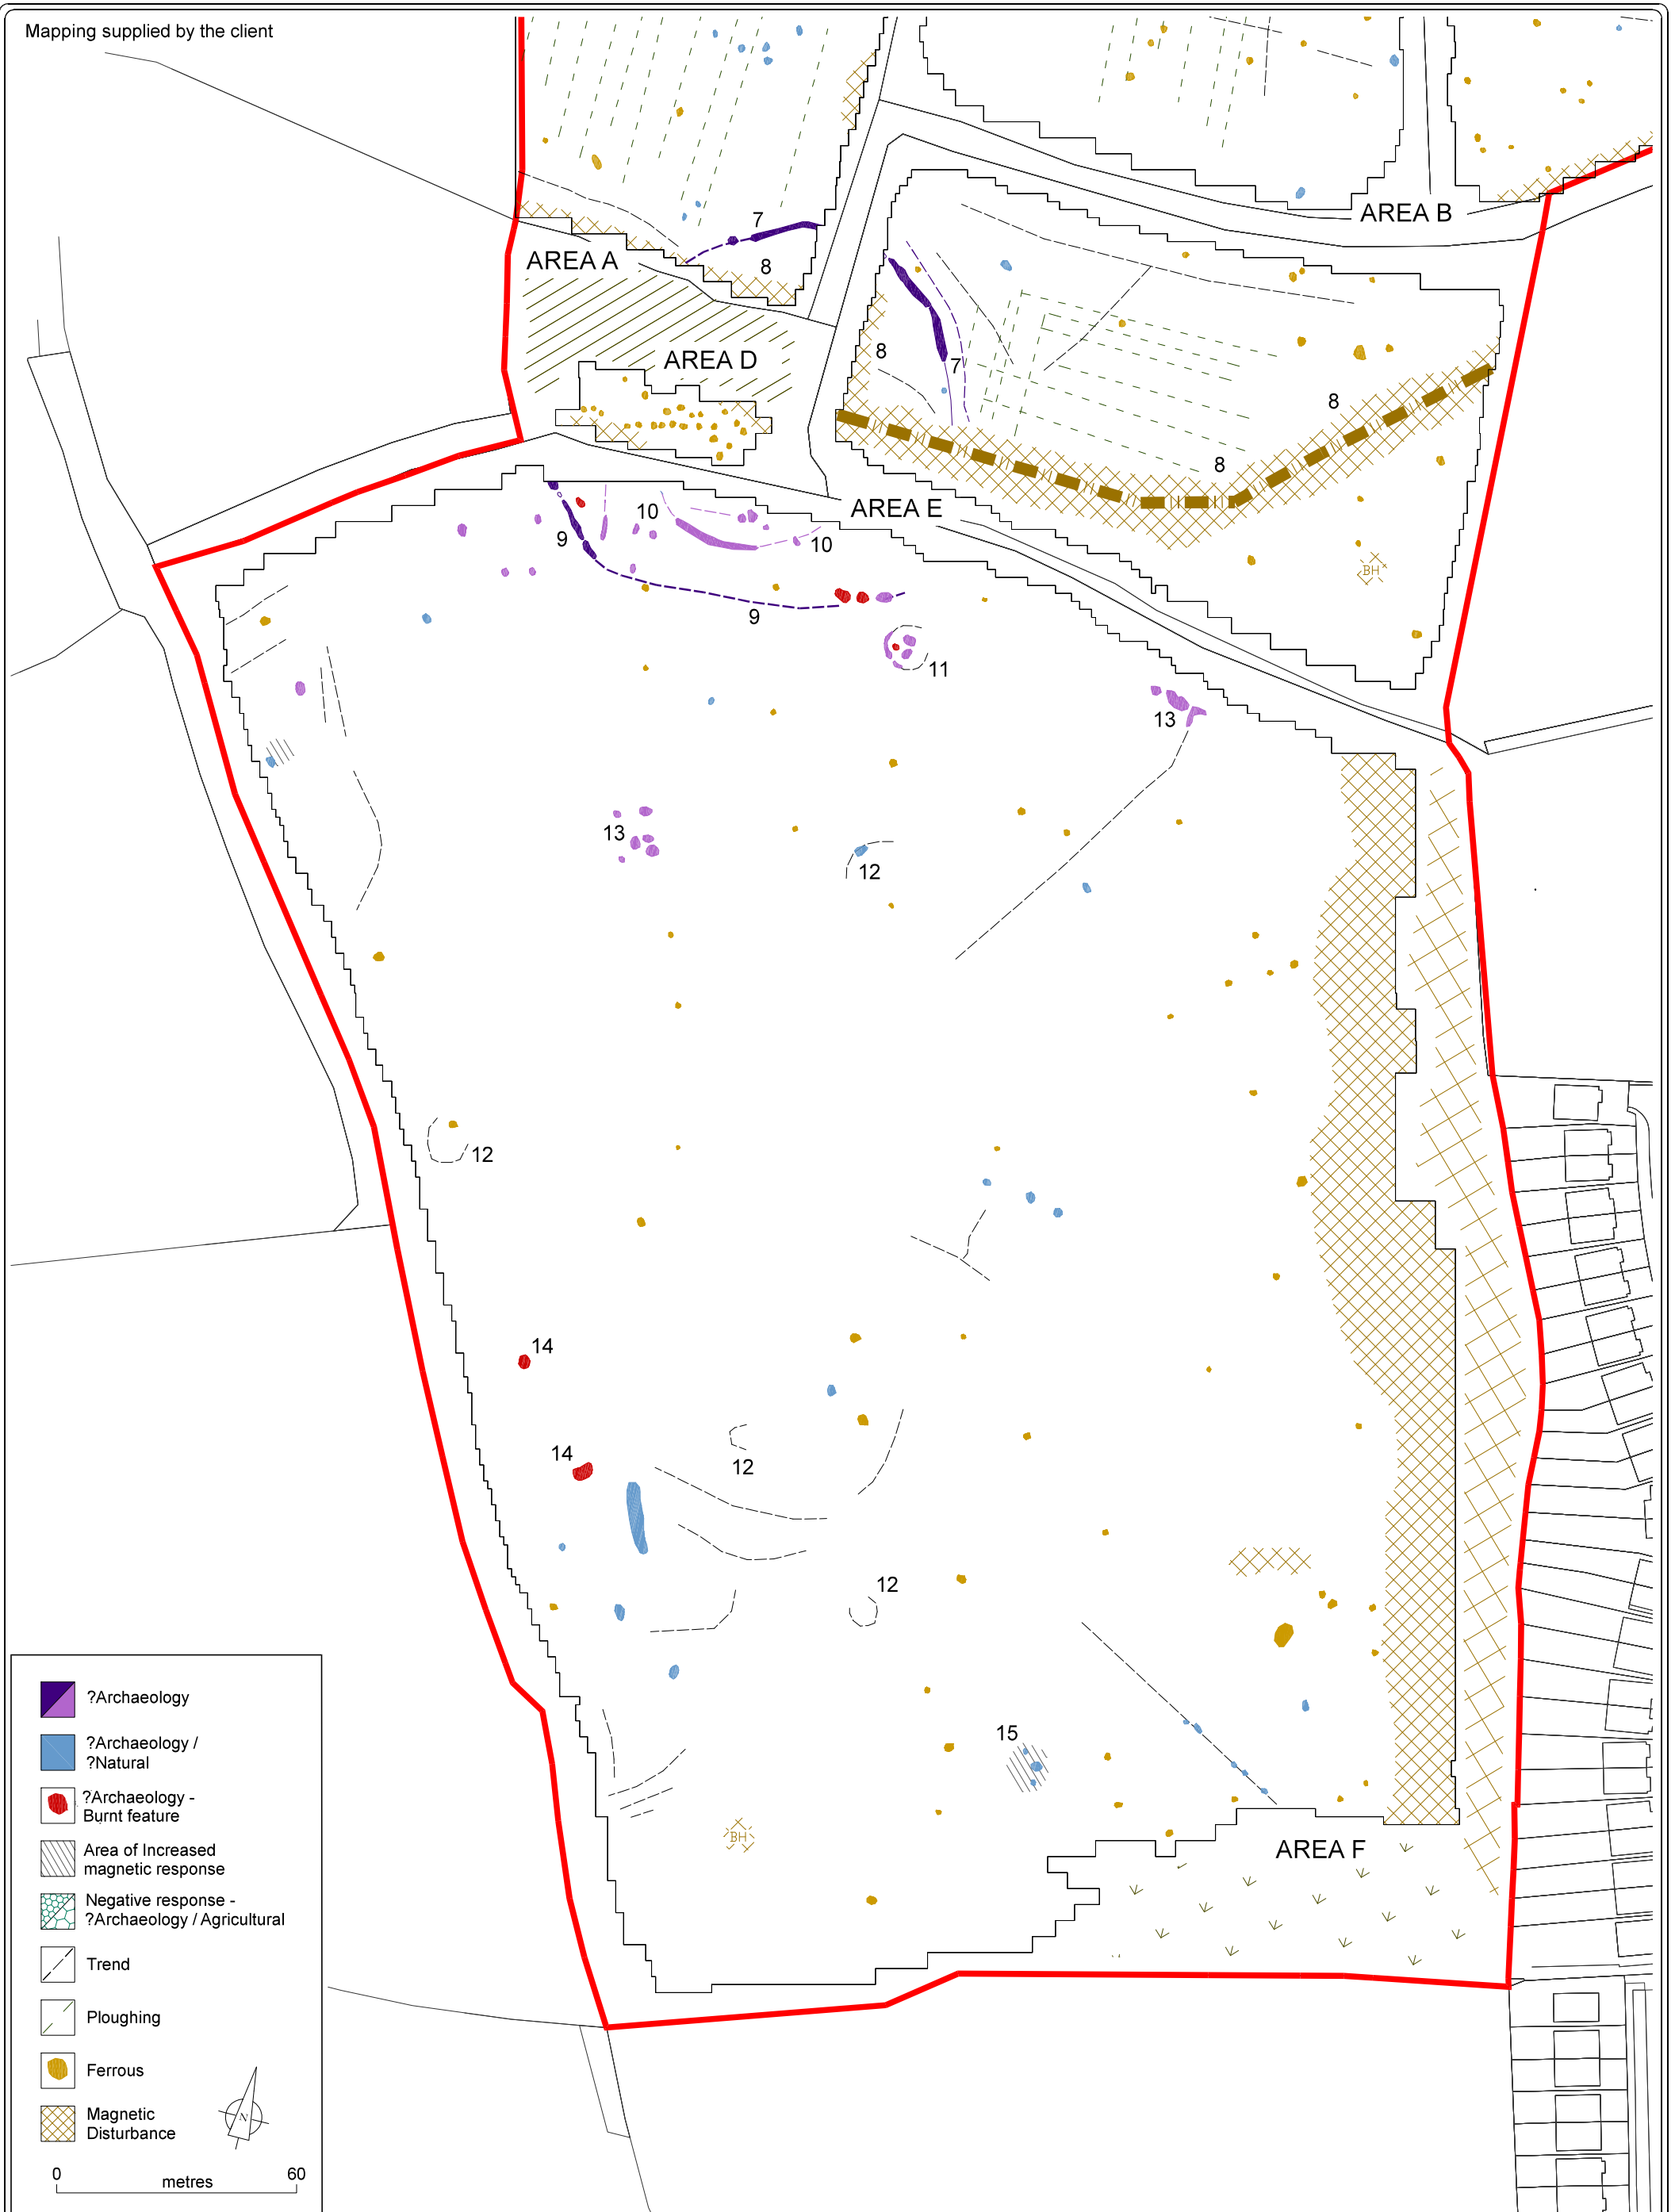 Mapping supplied by the client
AREA B
7
AREA A
8
8
AREA D
7
8
8
AREA E
10
9
10
BH
9
11
13
13
12
12
14
14
12
12
15
BH
AREA F
?Archaeology
?Archaeology /
?Natural
?Archaeology -
Burnt feature
Area of Increased
magnetic response
Negative response -
?Archaeology / Agricultural
Trend
Ploughing
Ferrous
Magnetic
Disturbance
N
0 60
metres